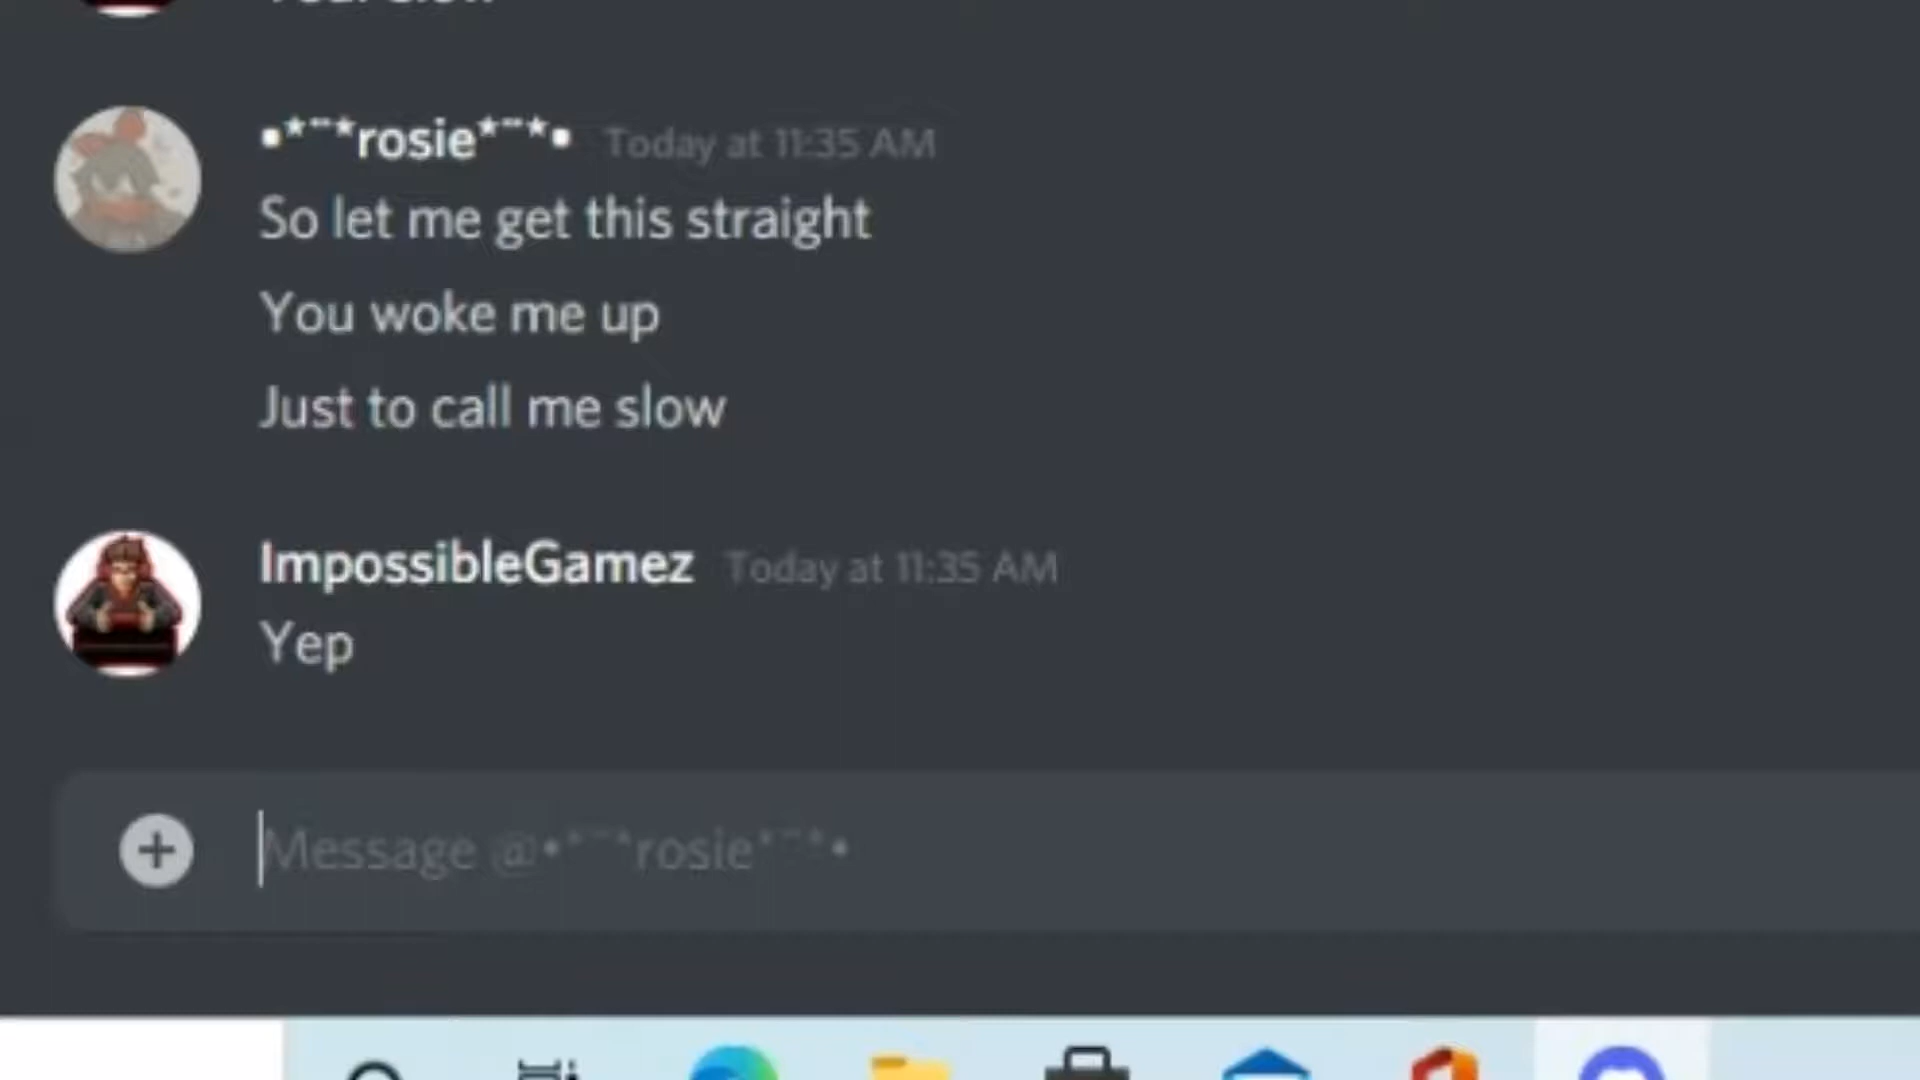 •*¨*rosie*¨*• Today at 11:35 AM
So let me get this straight
You woke me up
Just to call me slow
ImpossibleGamez Today at 11:35 AM
Yep
Message @•*¨*rosie*¨*•